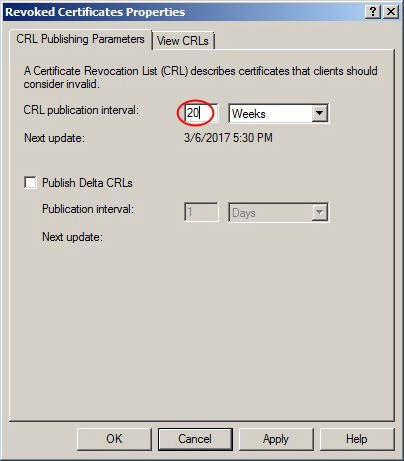 Revoked Certificates Properties
CRL Publishing Parameters View CRLs
A Certificate Revocation List (CRL) describes certificates that clients should
consider invalid.
CRL publication interval: 20 Weeks
Next update: 3/6/2017 5:30 PM
Publish Delta CRLs
Publication interval: 1 Days
Next update:
OK Cancel Apply Help